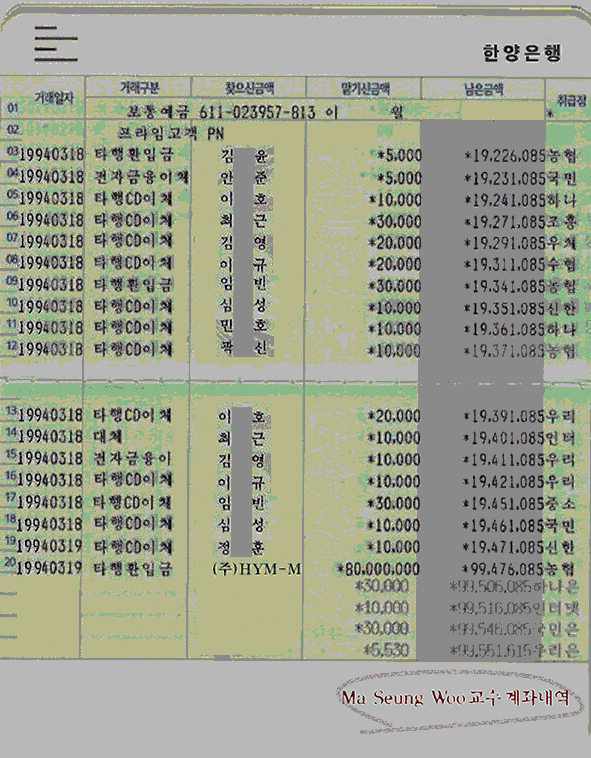 한양은행
거래일자 거래구분 찾으신금액 맡기신금액 남은금액 취급점
01 보통예금 611-023957-813 이 일 *
02 프라임고객 PN
03 19940318 타행환입금 김 윤 *5,000 *19,226,085 농협
04 19940318 전자금융이체 안 준 *5,000 *19,231,085 국민
05 19940318 타행CD이체 이 호 *10,000 *19,241,085 하나
06 19940318 타행CD이체 최 근 *30,000 *19,271,085 조흥
07 19940318 타행CD이체 김 영 *20,000 *19,291,085 우체
08 19940318 타행CD이체 이 규 *20,000 *19,311,085 수협
09 19940318 타행환입금 임 빈 *30,000 *19,341,085 농협
10 19940318 타행CD이체 심 성 *10,000 *19,351,085 신한
11 19940318 타행CD이체 민 호 *10,000 *19,361,085 하나
12 19940318 타행CD이체 곽 신 *10,000 *19,371,085 농협
13 19940318 타행CD이체 이 호 *20,000 *19,391,085 우리
14 19940318 대체 최 근 *10,000 *19,401,085 인터
15 19940318 전자금융이 김 영 *10,000 *19,411,085 우리
16 19940318 타행CD이체 이 규 *10,000 *19,421,085 우리
17 19940318 타행CD이체 임 빈 *30,000 *19,451,085 중소
18 19940318 타행CD이체 심 성 *10,000 *19,461,085 국민
19 19940319 타행CD이체 정 훈 *10,000 *19,471,085 신한
20 19940319 타행환입금 (주)HYM-M *80,000,000 *99,476,085 농협
*30,000 *99,506,085 하나은
*10,000 *99,516,085 인터넷
*30,000 *99,546,085 국민은
*5,530 *99,551,615 우리은
Ma Seung Woo 교수 계좌내역